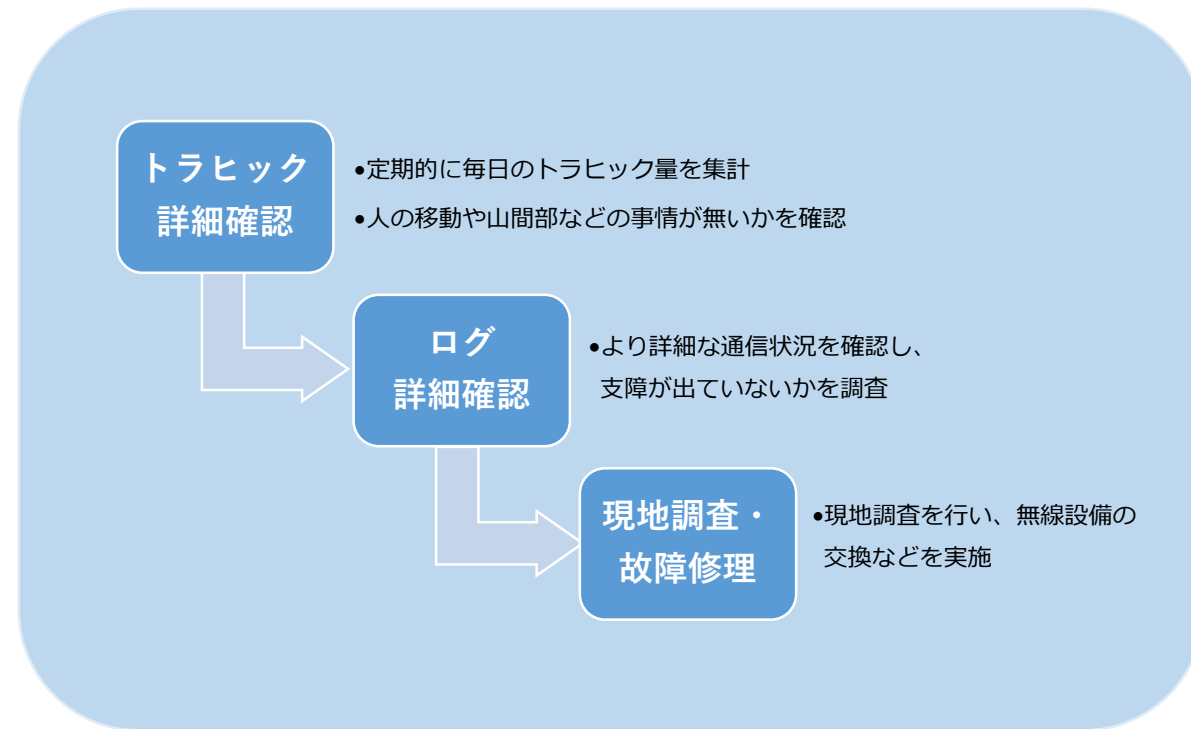 トラヒック
詳細確認
•定期的に毎日のトラヒック量を集計
•人の移動や山間部などの事情が無いかを確認
ログ
詳細確認
•より詳細な通信状況を確認し、
支障が出ていないかを調査
現地調査・
故障修理
•現地調査を行い、無線設備の
交換などを実施